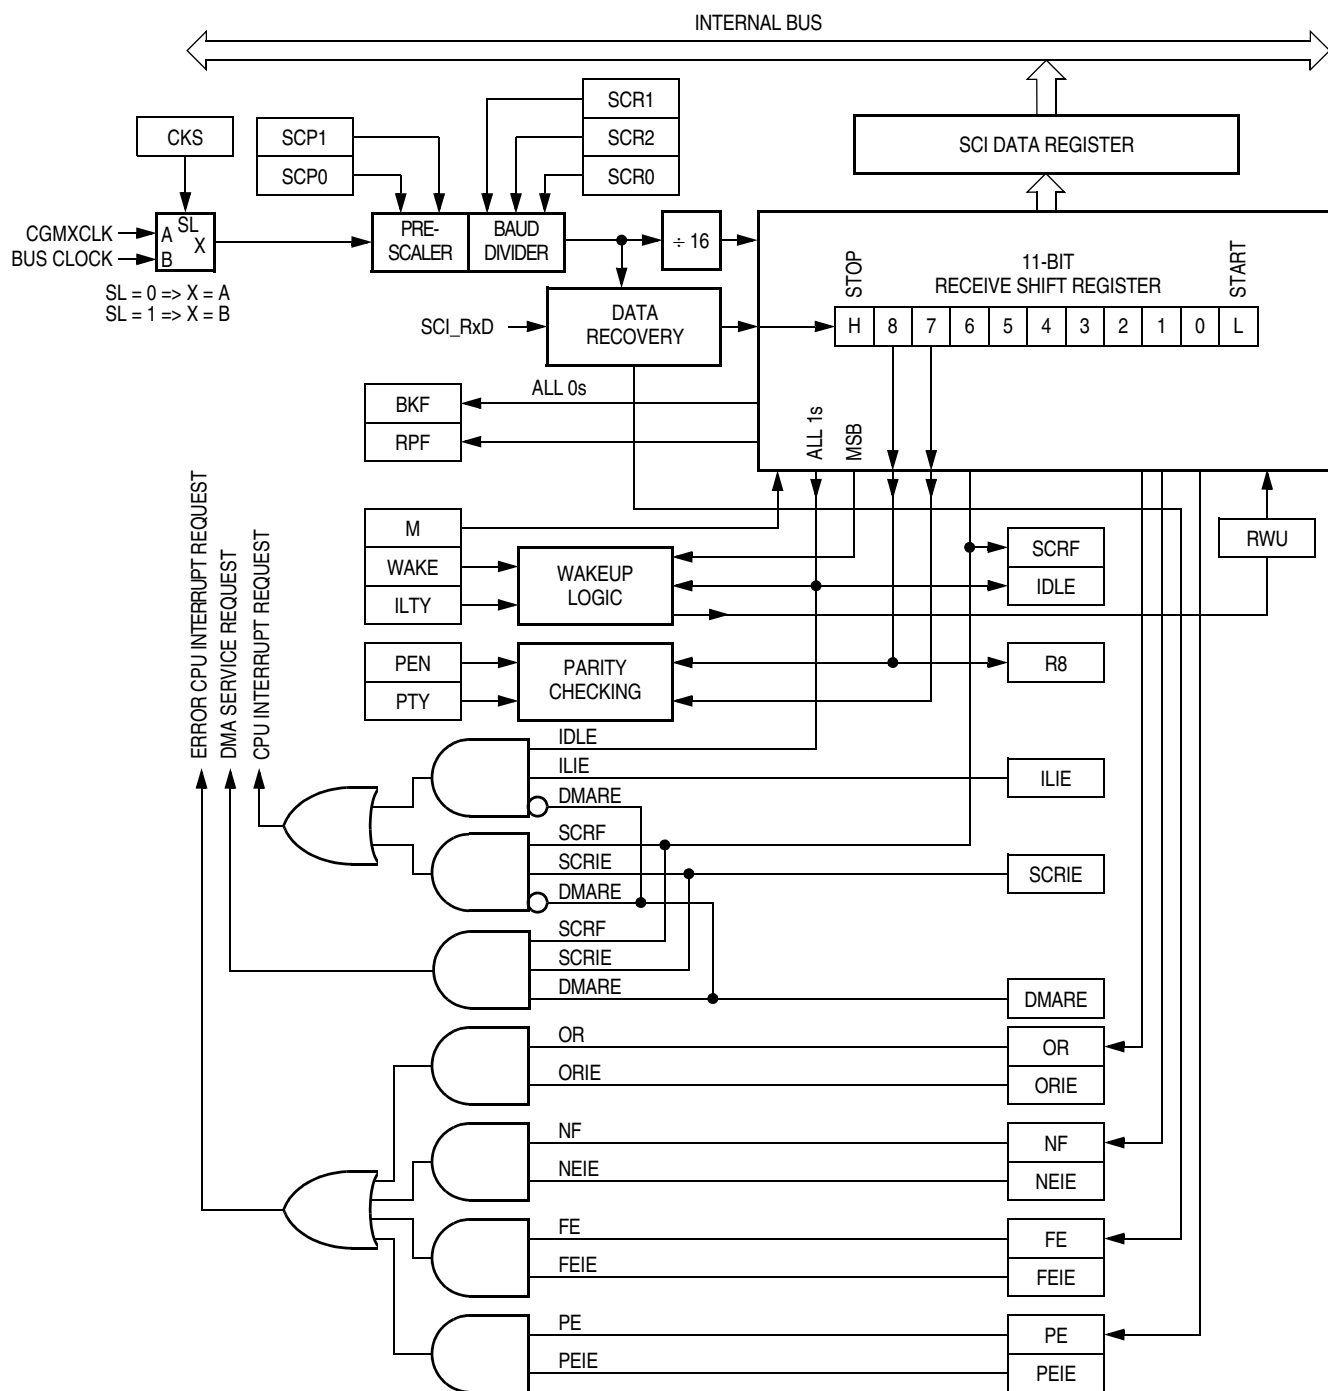 INTERNAL BUS
SCR1
SCR2
SCR0
CKS
SCP1
SCP0
SCI DATA REGISTER
CGMXCLK
BUS CLOCK
A
B
SL
X
SL = 0 => X = A
SL = 1 => X = B
PRE-
SCALER
BAUD
DIVIDER
÷ 16
SCI_RxD
DATA
RECOVERY
STOP
11-BIT
RECEIVE SHIFT REGISTER
START
H 8 7 6 5 4 3 2 1 0 L
ALL 0s
BKF
RPF
ALL 1s
MSB
M
WAKE
ILTY
WAKEUP
LOGIC
SCRF
IDLE
RWU
PEN
PTY
PARITY
CHECKING
R8
ERROR CPU INTERRUPT REQUEST
DMA SERVICE REQUEST
CPU INTERRUPT REQUEST
IDLE
ILIE
DMARE
ILIE
SCRF
SCRIE
DMARE
SCRIE
SCRF
SCRIE
DMARE
DMARE
OR
ORIE
OR
ORIE
NF
NEIE
NF
NEIE
FE
FEIE
FE
FEIE
PE
PEIE
PE
PEIE